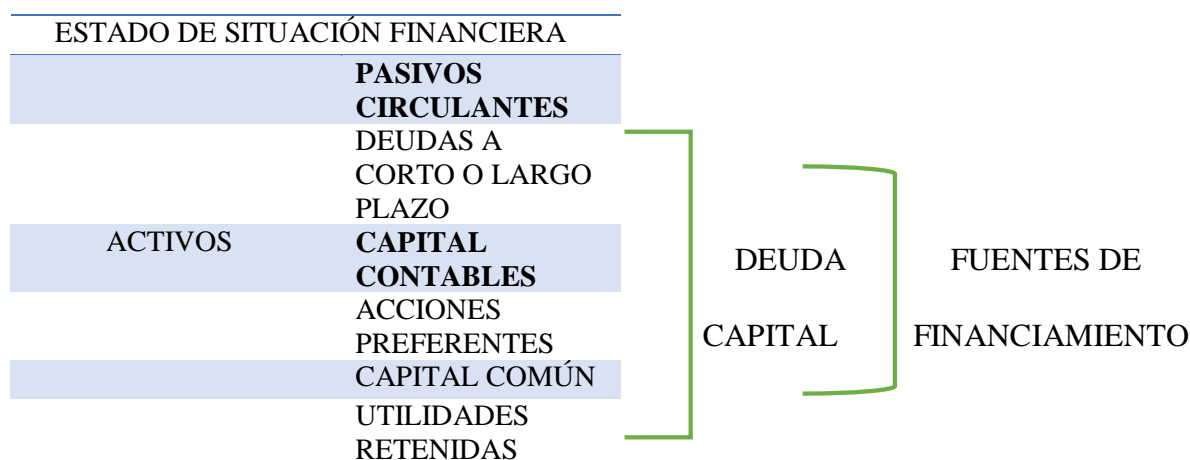 ESTADO DE SITUACIÓN FINANCIERA
PASIVOS
CIRCULANTES
DEUDAS A
CORTO O LARGO
PLAZO
ACTIVOS
CAPITAL
CONTABLES
ACCIONES
PREFERENTES
CAPITAL COMÚN
UTILIDADES
RETENIDAS
DEUDA
CAPITAL
FUENTES DE
FINANCIAMIENTO